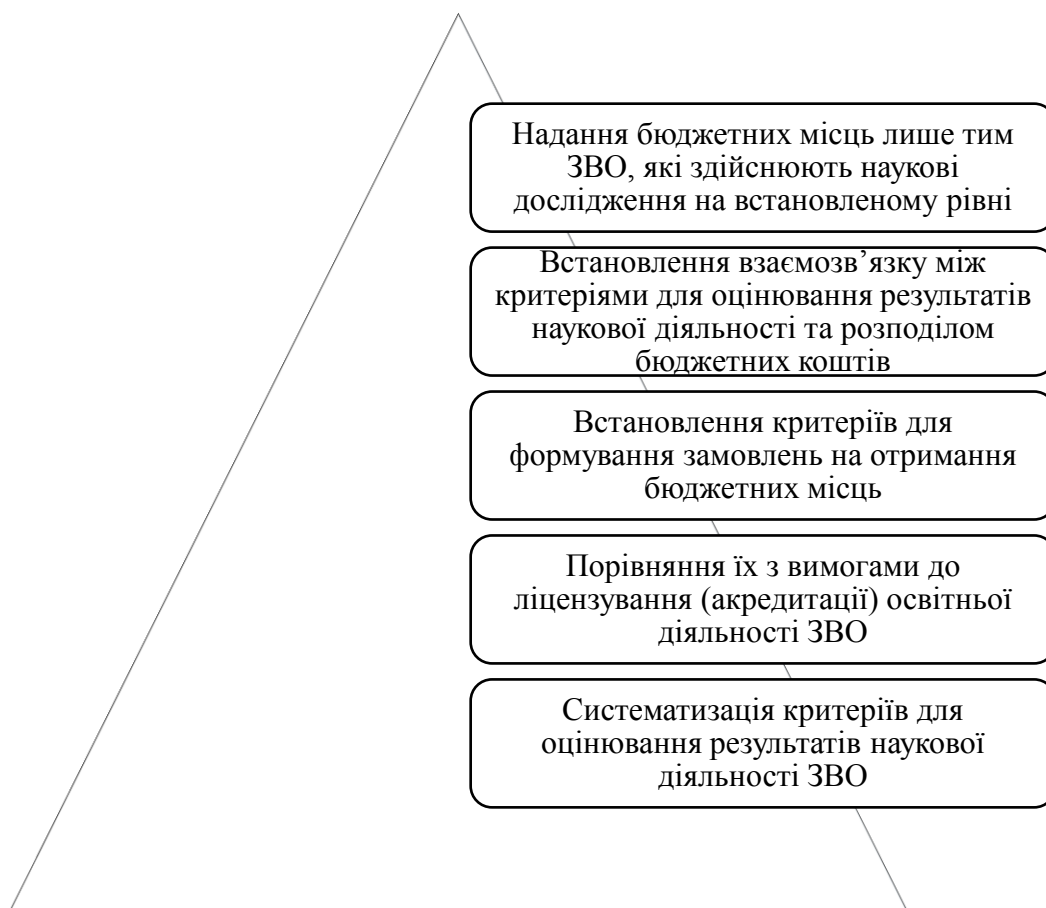 Надання бюджетних місць лише тим
ЗВО, які здійснюють наукові
дослідження на встановленому рівні
Встановлення взаємозв’язку між
критеріями для оцінювання результатів
наукової діяльності та розподілом
бюджетних коштів
Встановлення критеріїв для
формування замовлень на отримання
бюджетних місць
Порівняння їх з вимогами до
ліцензування (акредитації) освітньої
діяльності ЗВО
Систематизація критеріїв для
оцінювання результатів наукової
діяльності ЗВО